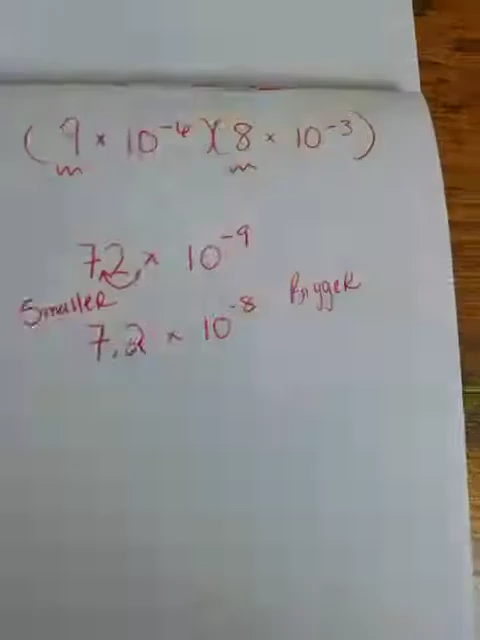 (9 × 10⁻⁶)(8 × 10⁻³)
m m
72 × 10⁻⁹
Smaller Bigger
7.2 × 10⁻⁸